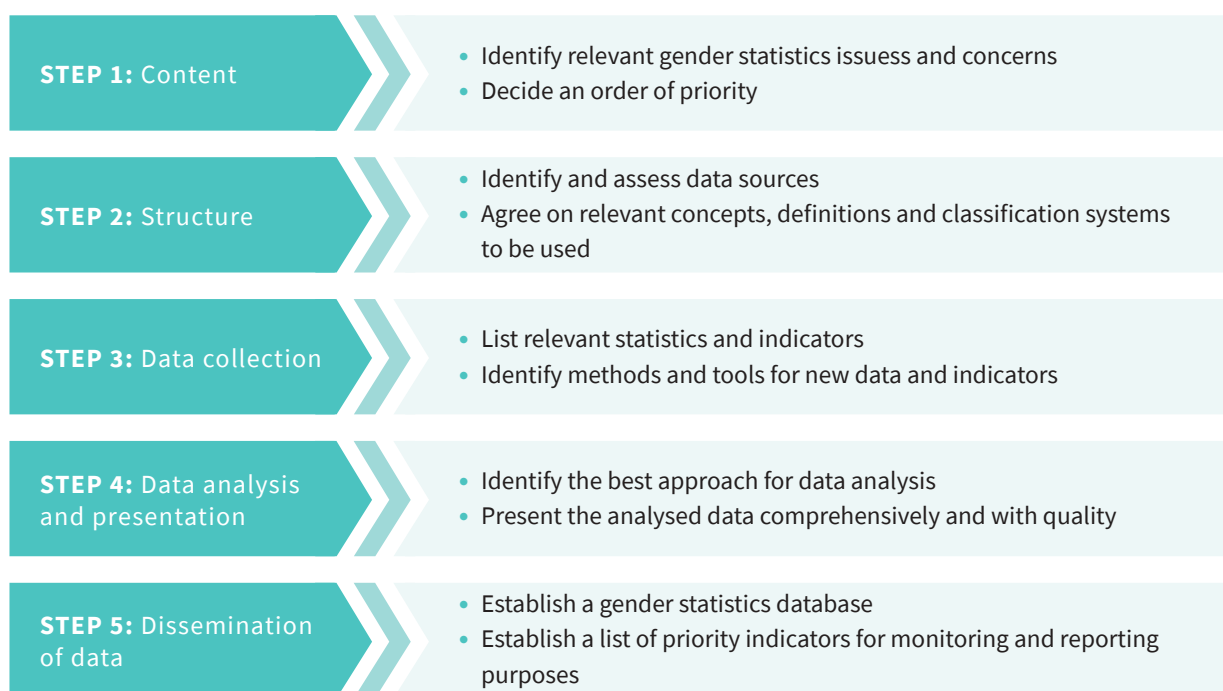 STEP 1: Content
• Identify relevant gender statistics issuess and concerns
• Decide an order of priority
STEP 2: Structure
• Identify and assess data sources
• Agree on relevant concepts, definitions and classification systems
to be used
STEP 3: Data collection
• List relevant statistics and indicators
• Identify methods and tools for new data and indicators
STEP 4: Data analysis
and presentation
• Identify the best approach for data analysis
• Present the analysed data comprehensively and with quality
STEP 5: Dissemination
of data
• Establish a gender statistics database
• Establish a list of priority indicators for monitoring and reporting
purposes